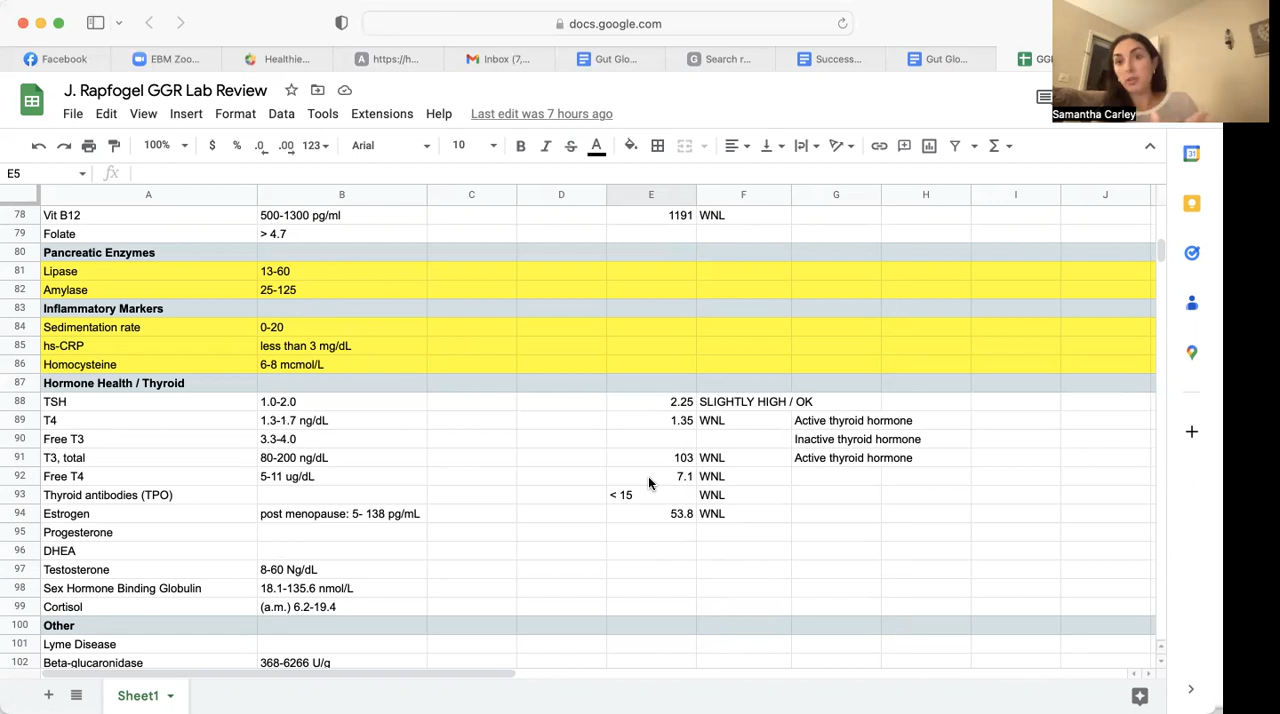 docs.google.com
Facebook EBM Zoo... Healthie... https://h... Inbox (7,... Gut Glo... Search r... Success... Gut Glo...
Samantha Carley
J. Rapfogel GGR Lab Review
File Edit View Insert Format Data Tools Extensions Help Last edit was 7 hours ago
100% $ % .0 .00 123 Arial 10 B I S A
E5 fx
A B C D E F G H I J
78 Vit B12 500-1300 pg/ml 1191 WNL
79 Folate > 4.7
80 Pancreatic Enzymes
81 Lipase 13-60
82 Amylase 25-125
83 Inflammatory Markers
84 Sedimentation rate 0-20
85 hs-CRP less than 3 mg/dL
86 Homocysteine 6-8 mcmol/L
87 Hormone Health / Thyroid
88 TSH 1.0-2.0 2.25 SLIGHTLY HIGH / OK
89 T4 1.3-1.7 ng/dL 1.35 WNL Active thyroid hormone
90 Free T3 3.3-4.0 Inactive thyroid hormone
91 T3, total 80-200 ng/dL 103 WNL Active thyroid hormone
92 Free T4 5-11 ug/dL 7.1 WNL
93 Thyroid antibodies (TPO) < 15 WNL
94 Estrogen post menopause: 5- 138 pg/mL 53.8 WNL
95 Progesterone
96 DHEA
97 Testosterone 8-60 Ng/dL
98 Sex Hormone Binding Globulin 18.1-135.6 nmol/L
99 Cortisol (a.m.) 6.2-19.4
100 Other
101 Lyme Disease
102 Beta-glucaronidase 368-6266 U/g
Sheet1